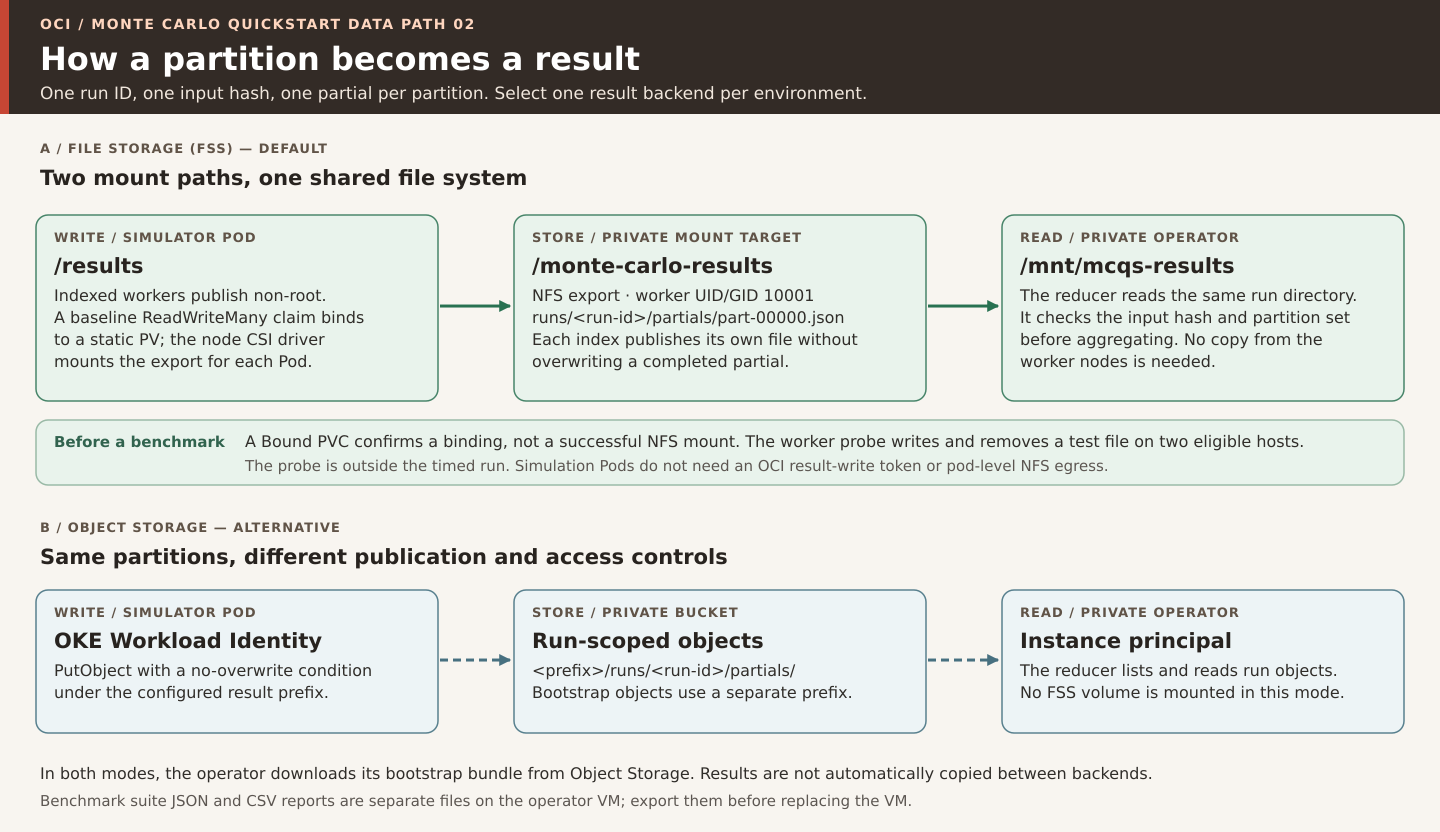 OCI / MONTE CARLO QUICKSTART DATA PATH 02
How a partition becomes a result
One run ID, one input hash, one partial per partition. Select one result backend per environment.
A / FILE STORAGE (FSS) — DEFAULT
Two mount paths, one shared file system
WRITE / SIMULATOR POD
/results
Indexed workers publish non-root.
A baseline ReadWriteMany claim binds
to a static PV; the node CSI driver
mounts the export for each Pod.
STORE / PRIVATE MOUNT TARGET
/monte-carlo-results
NFS export · worker UID/GID 10001
runs/<run-id>/partials/part-00000.json
Each index publishes its own file without
overwriting a completed partial.
READ / PRIVATE OPERATOR
/mnt/mcqs-results
The reducer reads the same run directory.
It checks the input hash and partition set
before aggregating. No copy from the
worker nodes is needed.
Before a benchmark A Bound PVC confirms a binding, not a successful NFS mount. The worker probe writes and removes a test file on two eligible hosts.
The probe is outside the timed run. Simulation Pods do not need an OCI result-write token or pod-level NFS egress.
B / OBJECT STORAGE — ALTERNATIVE
Same partitions, different publication and access controls
WRITE / SIMULATOR POD
OKE Workload Identity
PutObject with a no-overwrite condition
under the configured result prefix.
STORE / PRIVATE BUCKET
Run-scoped objects
<prefix>/runs/<run-id>/partials/
Bootstrap objects use a separate prefix.
READ / PRIVATE OPERATOR
Instance principal
The reducer lists and reads run objects.
No FSS volume is mounted in this mode.
In both modes, the operator downloads its bootstrap bundle from Object Storage. Results are not automatically copied between backends.
Benchmark suite JSON and CSV reports are separate files on the operator VM; export them before replacing the VM.